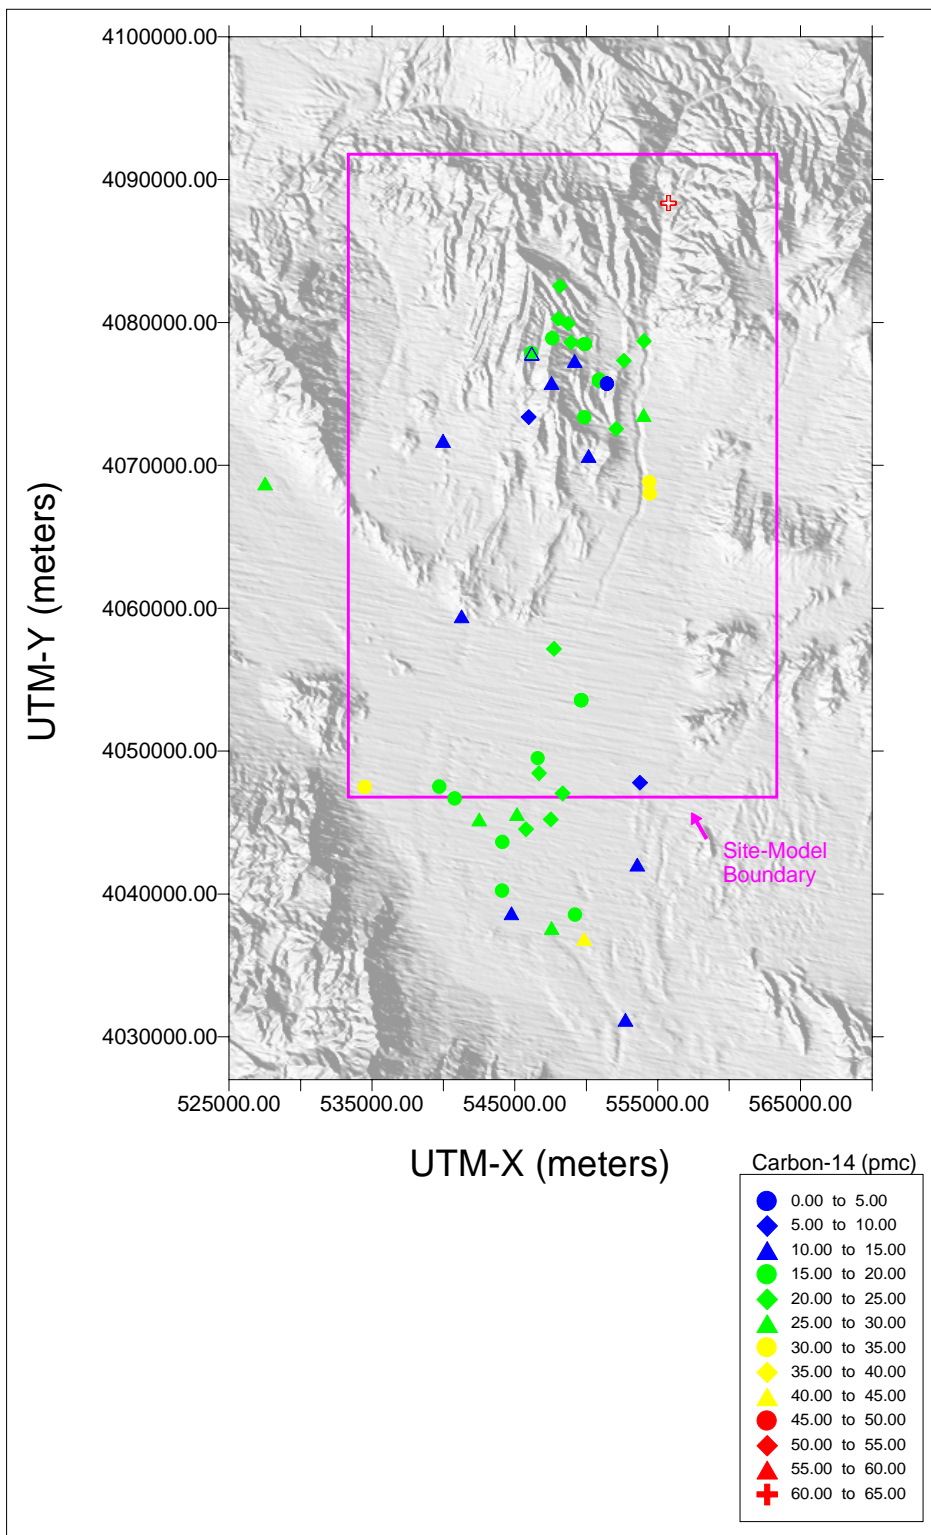 4100000.00
4090000.00
4080000.00
4070000.00
4060000.00
4050000.00
4040000.00
4030000.00
UTM-Y (meters)
Site-Model
Boundary
525000.00 535000.00 545000.00 555000.00 565000.00
UTM-X (meters)
Carbon-14 (pmc)
0.00 to 5.00
5.00 to 10.00
10.00 to 15.00
15.00 to 20.00
20.00 to 25.00
25.00 to 30.00
30.00 to 35.00
35.00 to 40.00
40.00 to 45.00
45.00 to 50.00
50.00 to 55.00
55.00 to 60.00
60.00 to 65.00